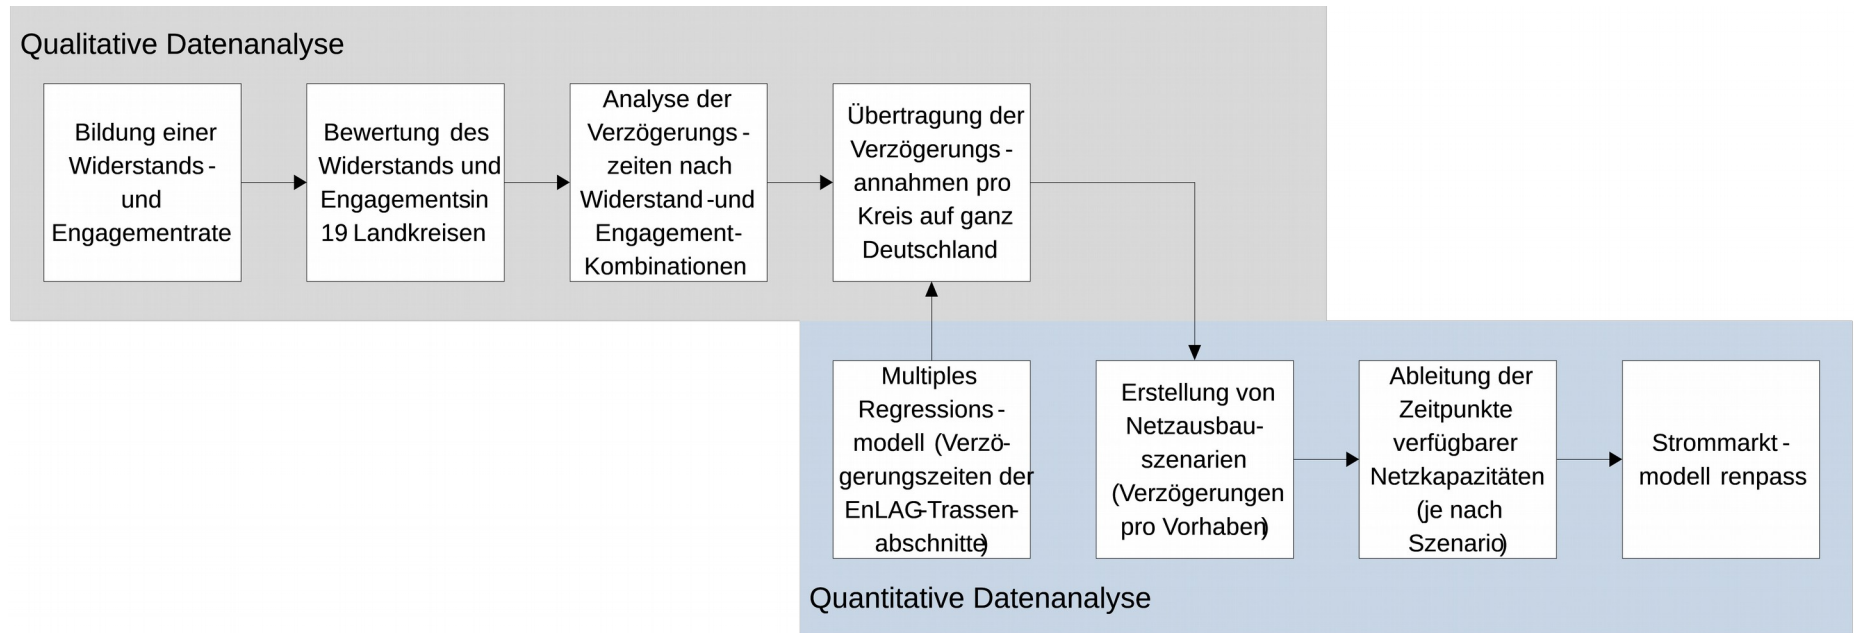 Qualitative Datenanalyse
Bildung einer
Widerstands-
und
Engagementrate
Bewertung des
Widerstands und
Engagementsin
19 Landkreisen
Analyse der
Verzögerungs-
zeiten nach
Widerstand-und
Engagement-
Kombinationen
Übertragung der
Verzögerungs-
annahmen pro
Kreis auf ganz
Deutschland
Multiples
Regressions-
modell (Verzö-
gerungszeiten der
EnLAG-Trassen-
abschnitte)
Erstellung von
Netzausbau-
szenarien
(Verzögerungen
pro Vorhaben)
Ableitung der
Zeitpunkte
verfügbarer
Netzkapazitäten
(je nach
Szenario)
Strommarkt-
modell renpass
Quantitative Datenanalyse